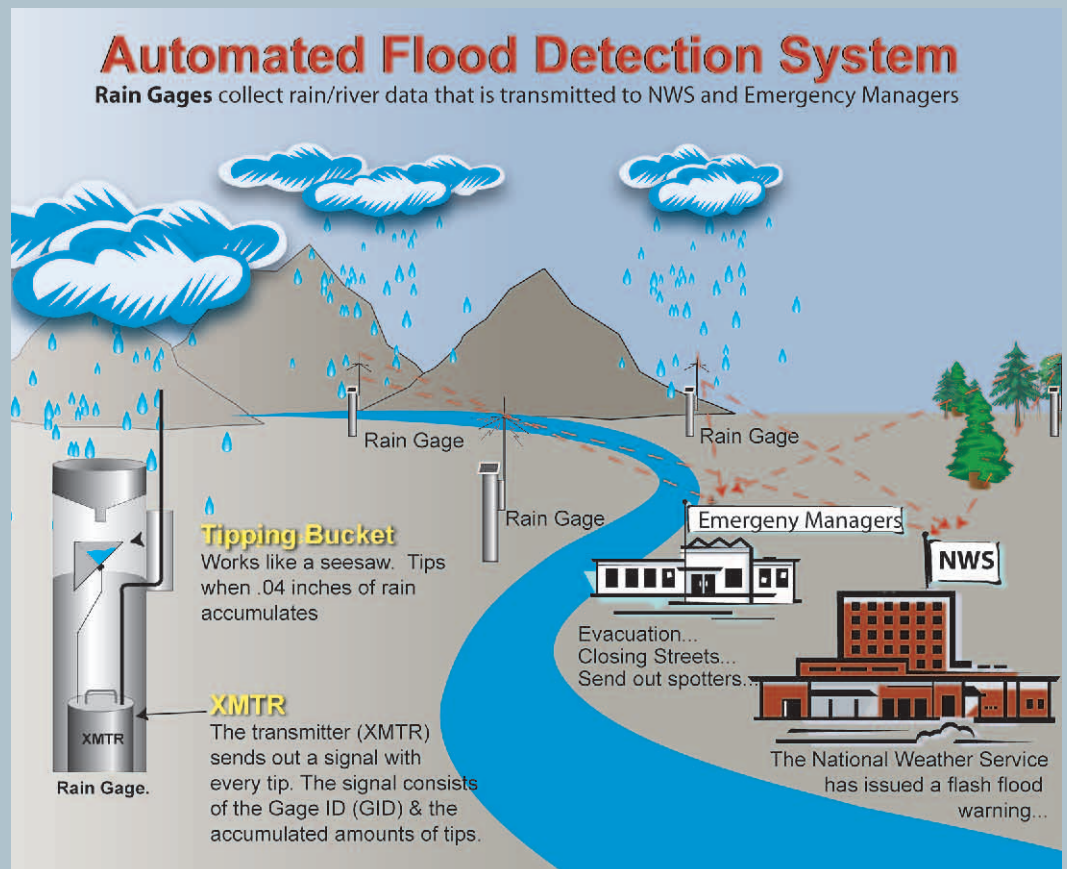 Automated Flood Detection System
Rain Gages collect rain/river data that is transmitted to NWS and Emergency Managers
Rain Gage
Rain Gage
Rain Gage
Emergeny Managers
NWS
Tipping Bucket
Works like a seesaw. Tips
when .04 inches of rain
accumulates
Evacuation...
Closing Streets...
Send out spotters...
XMTR
The transmitter (XMTR)
sends out a signal with
every tip. The signal consists
of the Gage ID (GID) & the
accumulated amounts of tips.
XMTR
Rain Gage.
The National Weather Service
has issued a flash flood
warning...